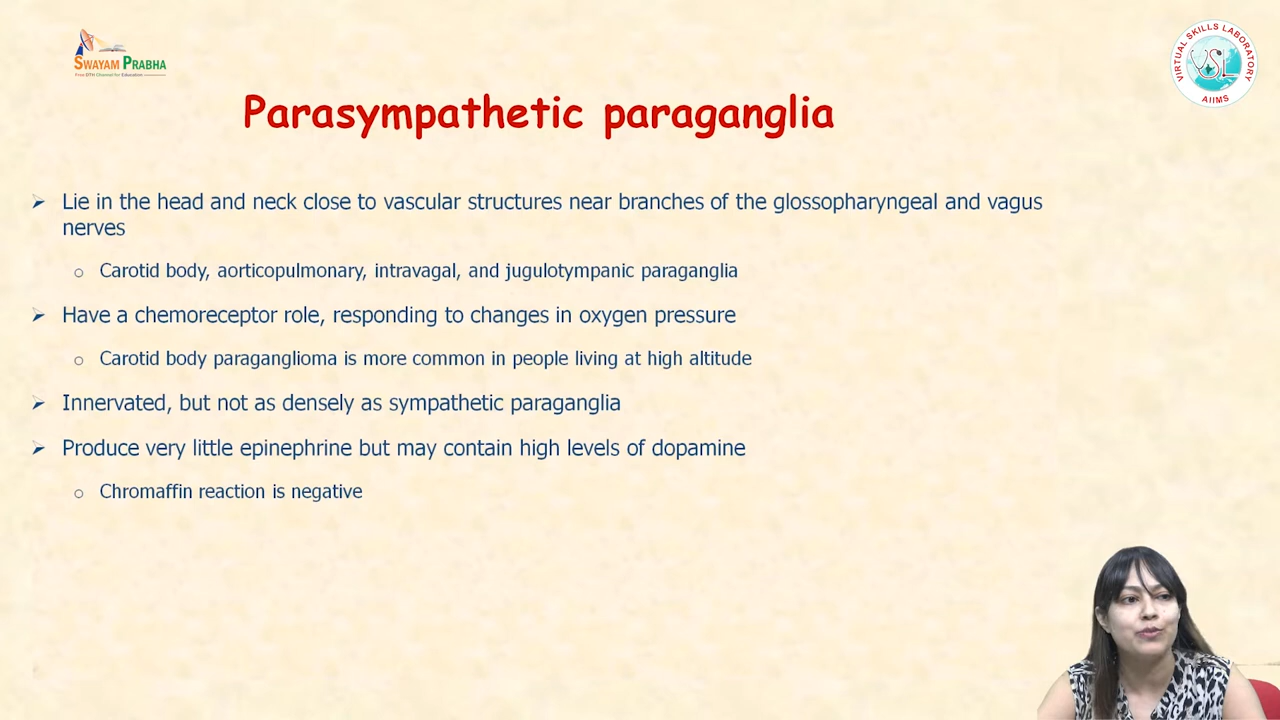 SWAYAM PRABHA
Free DTH Channel for Education
VIRTUAL SKILLS LABORATORY
VSL
AIIMS
Parasympathetic paraganglia
➢ Lie in the head and neck close to vascular structures near branches of the glossopharyngeal and vagus
nerves
o Carotid body, aorticopulmonary, intravagal, and jugulotympanic paraganglia
➢ Have a chemoreceptor role, responding to changes in oxygen pressure
o Carotid body paraganglioma is more common in people living at high altitude
➢ Innervated, but not as densely as sympathetic paraganglia
➢ Produce very little epinephrine but may contain high levels of dopamine
o Chromaffin reaction is negative